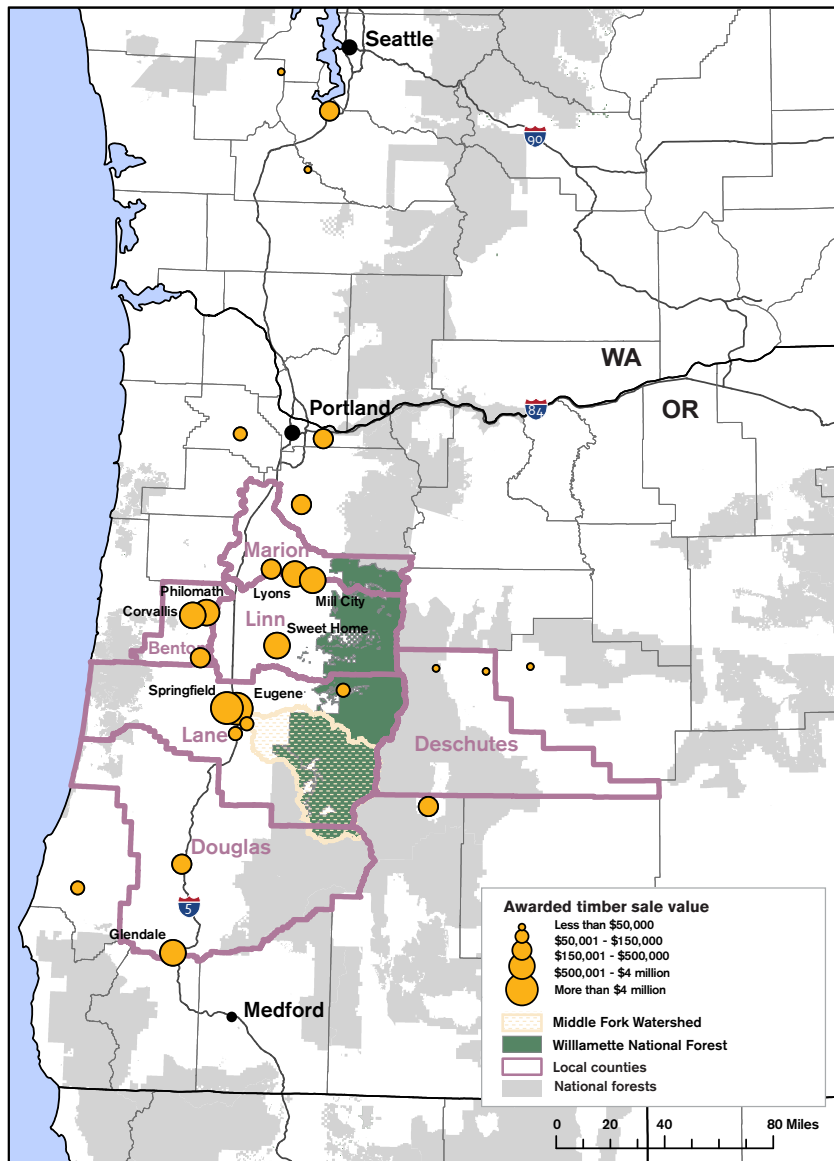 Seattle
90
WA
Portland
84
OR
Marion
Philomath
Lyons
Mill City
Corvallis
Linn
Sweet Home
Bento
Springfield
Eugene
Lane
Deschutes
Douglas
5
Glendale
Medford
Awarded timber sale value
Less than $50,000
$50,001 - $150,000
$150,001 - $500,000
$500,001 - $4 million
More than $4 million
Middle Fork Watershed
Willamette National Forest
Local counties
National forests
0 20 40 80 Miles